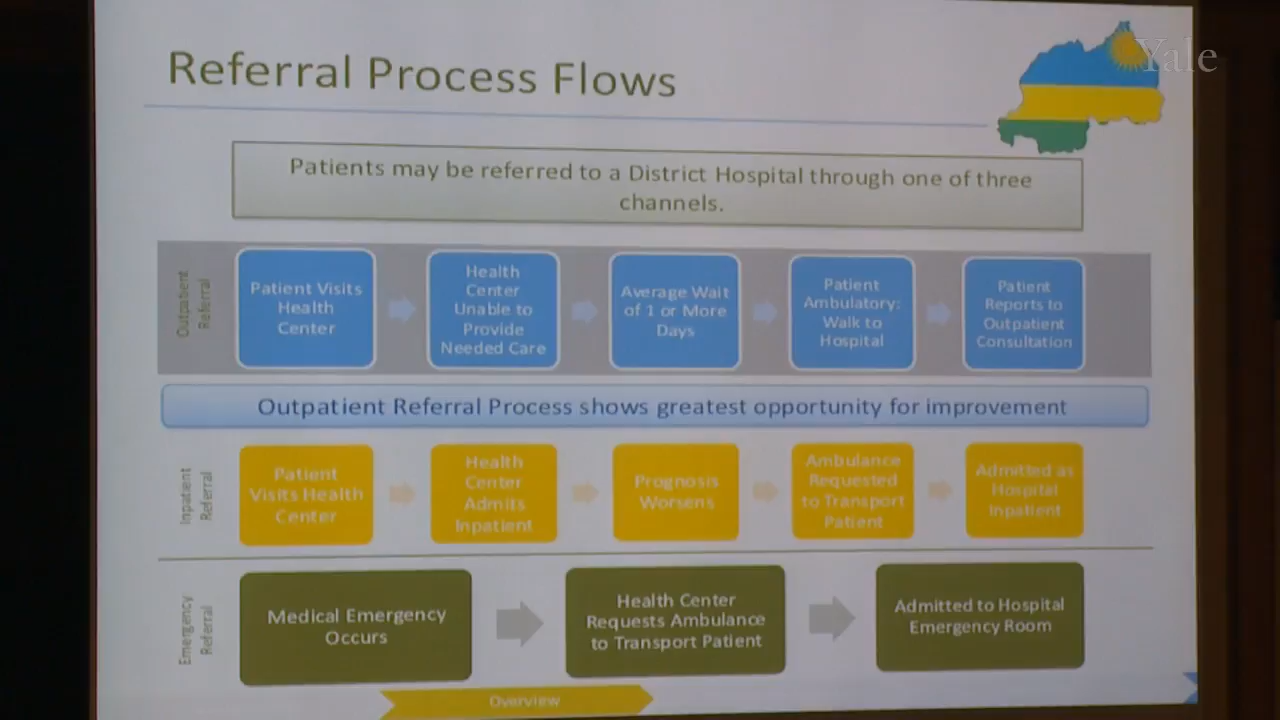 Yale
Referral Process Flows
Patients may be referred to a District Hospital through one of three
channels.
Outpatient
Referral
Patient Visits
Health
Center
Health
Center
Unable to
Provide
Needed Care
Average Wait
of 1 or More
Days
Patient
Ambulatory:
Walk to
Hospital
Patient
Reports to
Outpatient
Consultation
Outpatient Referral Process shows greatest opportunity for improvement
Inpatient
Referral
Patient
Visits Health
Center
Health
Center
Admits
Inpatient
Prognosis
Worsens
Ambulance
Requested
to Transport
Patient
Admitted as
Hospital
Inpatient
Emergency
Referral
Medical Emergency
Occurs
Health Center
Requests Ambulance
to Transport Patient
Admitted to Hospital
Emergency Room
Overview